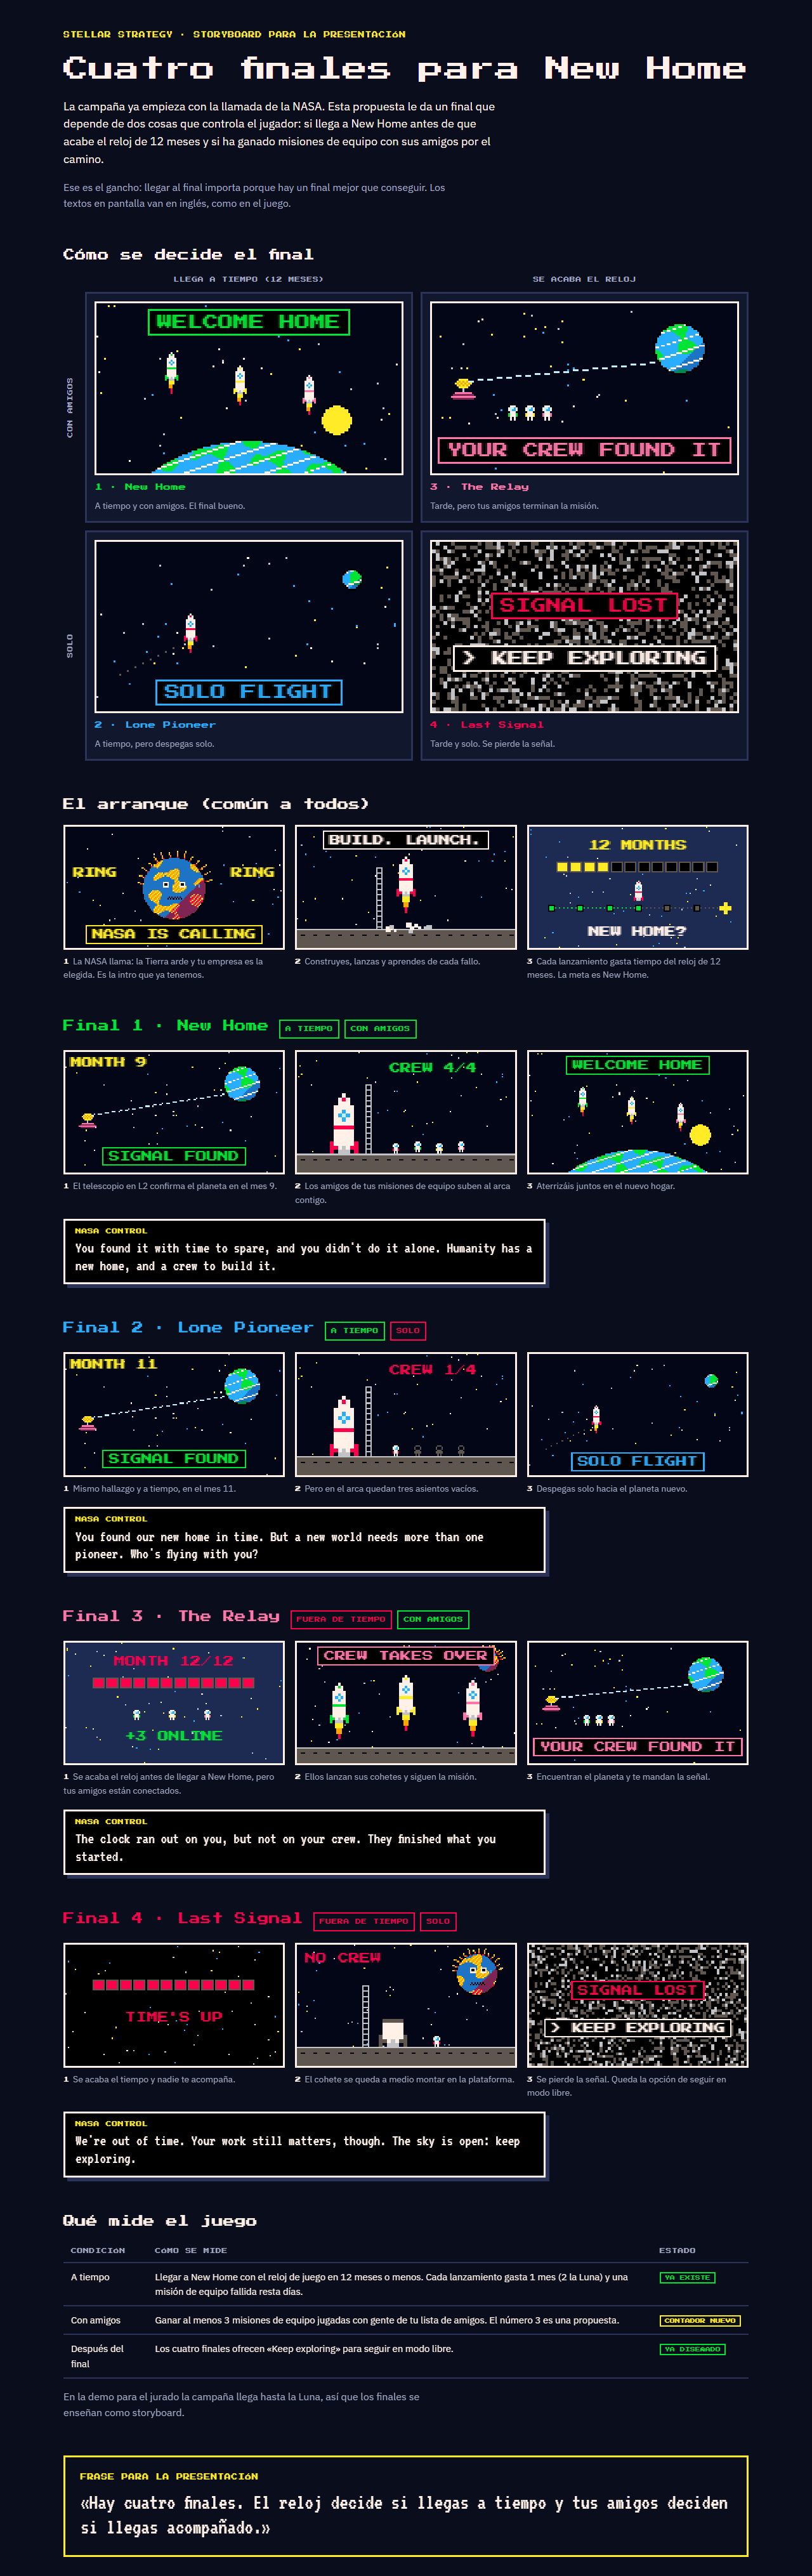 STELLAR STRATEGY · STORYBOARD PARA LA PRESENTACIÓN
Cuatro finales para New Home
La campaña ya empieza con la llamada de la NASA. Esta propuesta le da un final que
depende de dos cosas que controla el jugador: si llega a New Home antes de que
acabe el reloj de 12 meses y si ha ganado misiones de equipo con sus amigos por el
camino.
Ese es el gancho: llegar al final importa porque hay un final mejor que conseguir. Los
textos en pantalla van en inglés, como en el juego.
Cómo se decide el final
LLEGA A TIEMPO (12 MESES)
SE ACABA EL RELOJ
CON AMIGOS
WELCOME HOME
1 · New Home
A tiempo y con amigos. El final bueno.
YOUR CREW FOUND IT
3 · The Relay
Tarde, pero tus amigos terminan la misión.
SOLO
SOLO FLIGHT
2 · Lone Pioneer
A tiempo, pero despegas solo.
SIGNAL LOST
> KEEP EXPLORING
4 · Last Signal
Tarde y solo. Se pierde la señal.
El arranque (común a todos)
RING
RING
NASA IS CALLING
1 La NASA llama: la Tierra arde y tu empresa es la
elegida. Es la intro que ya tenemos.
BUILD. LAUNCH.
2 Construyes, lanzas y aprendes de cada fallo.
12 MONTHS
NEW HOME?
3 Cada lanzamiento gasta tiempo del reloj de 12
meses. La meta es New Home.
Final 1 · New Home
A TIEMPO
CON AMIGOS
MONTH 9
SIGNAL FOUND
1 El telescopio en L2 confirma el planeta en el mes 9.
CREW 4/4
2 Los amigos de tus misiones de equipo suben al arca
contigo.
WELCOME HOME
3 Aterrizáis juntos en el nuevo hogar.
NASA CONTROL
You found it with time to spare, and you didn't do it alone. Humanity has a
new home, and a crew to build it.
Final 2 · Lone Pioneer
A TIEMPO
SOLO
MONTH 11
SIGNAL FOUND
1 Mismo hallazgo y a tiempo, en el mes 11.
CREW 1/4
2 Pero en el arca quedan tres asientos vacíos.
SOLO FLIGHT
3 Despegas solo hacia el planeta nuevo.
NASA CONTROL
You found our new home in time. But a new world needs more than one
pioneer. Who's flying with you?
Final 3 · The Relay
FUERA DE TIEMPO
CON AMIGOS
MONTH 12/12
+3 ONLINE
1 Se acaba el reloj antes de llegar a New Home, pero
tus amigos están conectados.
CREW TAKES OVER
2 Ellos lanzan sus cohetes y siguen la misión.
YOUR CREW FOUND IT
3 Encuentran el planeta y te mandan la señal.
NASA CONTROL
The clock ran out on you, but not on your crew. They finished what you
started.
Final 4 · Last Signal
FUERA DE TIEMPO
SOLO
TIME'S UP
1 Se acaba el tiempo y nadie te acompaña.
NO CREW
2 El cohete se queda a medio montar en la plataforma.
SIGNAL LOST
> KEEP EXPLORING
3 Se pierde la señal. Queda la opción de seguir en
modo libre.
NASA CONTROL
We're out of time. Your work still matters, though. The sky is open: keep
exploring.
Qué mide el juego
CONDICIÓN
CÓMO SE MIDE
ESTADO
A tiempo
Llegar a New Home con el reloj de juego en 12 meses o menos. Cada lanzamiento gasta 1 mes (2 la Luna) y una
misión de equipo fallida resta días.
YA EXISTE
Con amigos
Ganar al menos 3 misiones de equipo jugadas con gente de tu lista de amigos. El número 3 es una propuesta.
CONTADOR NUEVO
Después del
final
Los cuatro finales ofrecen «Keep exploring» para seguir en modo libre.
YA DISEÑADO
En la demo para el jurado la campaña llega hasta la Luna, así que los finales se
enseñan como storyboard.
FRASE PARA LA PRESENTACIÓN
«Hay cuatro finales. El reloj decide si llegas a tiempo y tus amigos deciden
si llegas acompañado.»